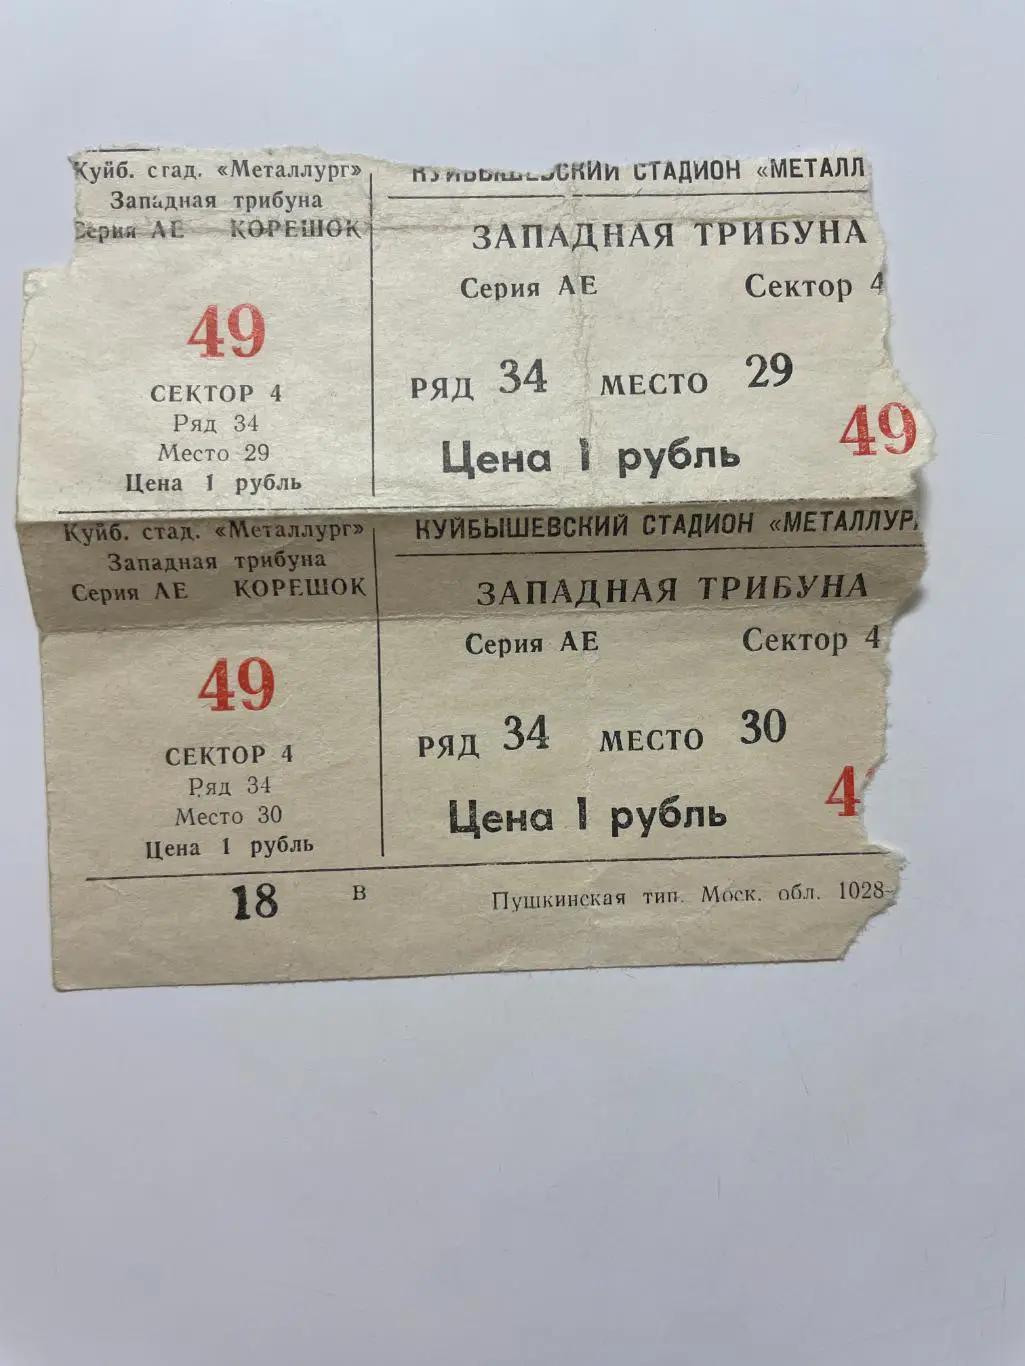 Куйб. стад. «Металлург»
Западная трибуна
Серия АЕ КОРЕШОК
49
СЕКТОР 4
Ряд 34
Место 29
Цена 1 рубль
КУЙБЫШЕВСКИЙ СТАДИОН «МЕТАЛЛ
ЗАПАДНАЯ ТРИБУНА
Серия АЕ Сектор 4
РЯД 34 МЕСТО 29
49
Цена 1 рубль
Куйб. стад. «Металлург»
Западная трибуна
Серия АЕ КОРЕШОК
49
СЕКТОР 4
Ряд 34
Место 30
Цена 1 рубль
КУЙБЫШЕВСКИЙ СТАДИОН «МЕТАЛЛУР
ЗАПАДНАЯ ТРИБУНА
Серия АЕ Сектор 4
РЯД 34 МЕСТО 30
4
Цена 1 рубль
18 В Пушкинская тип. Моск. обл. 1028-